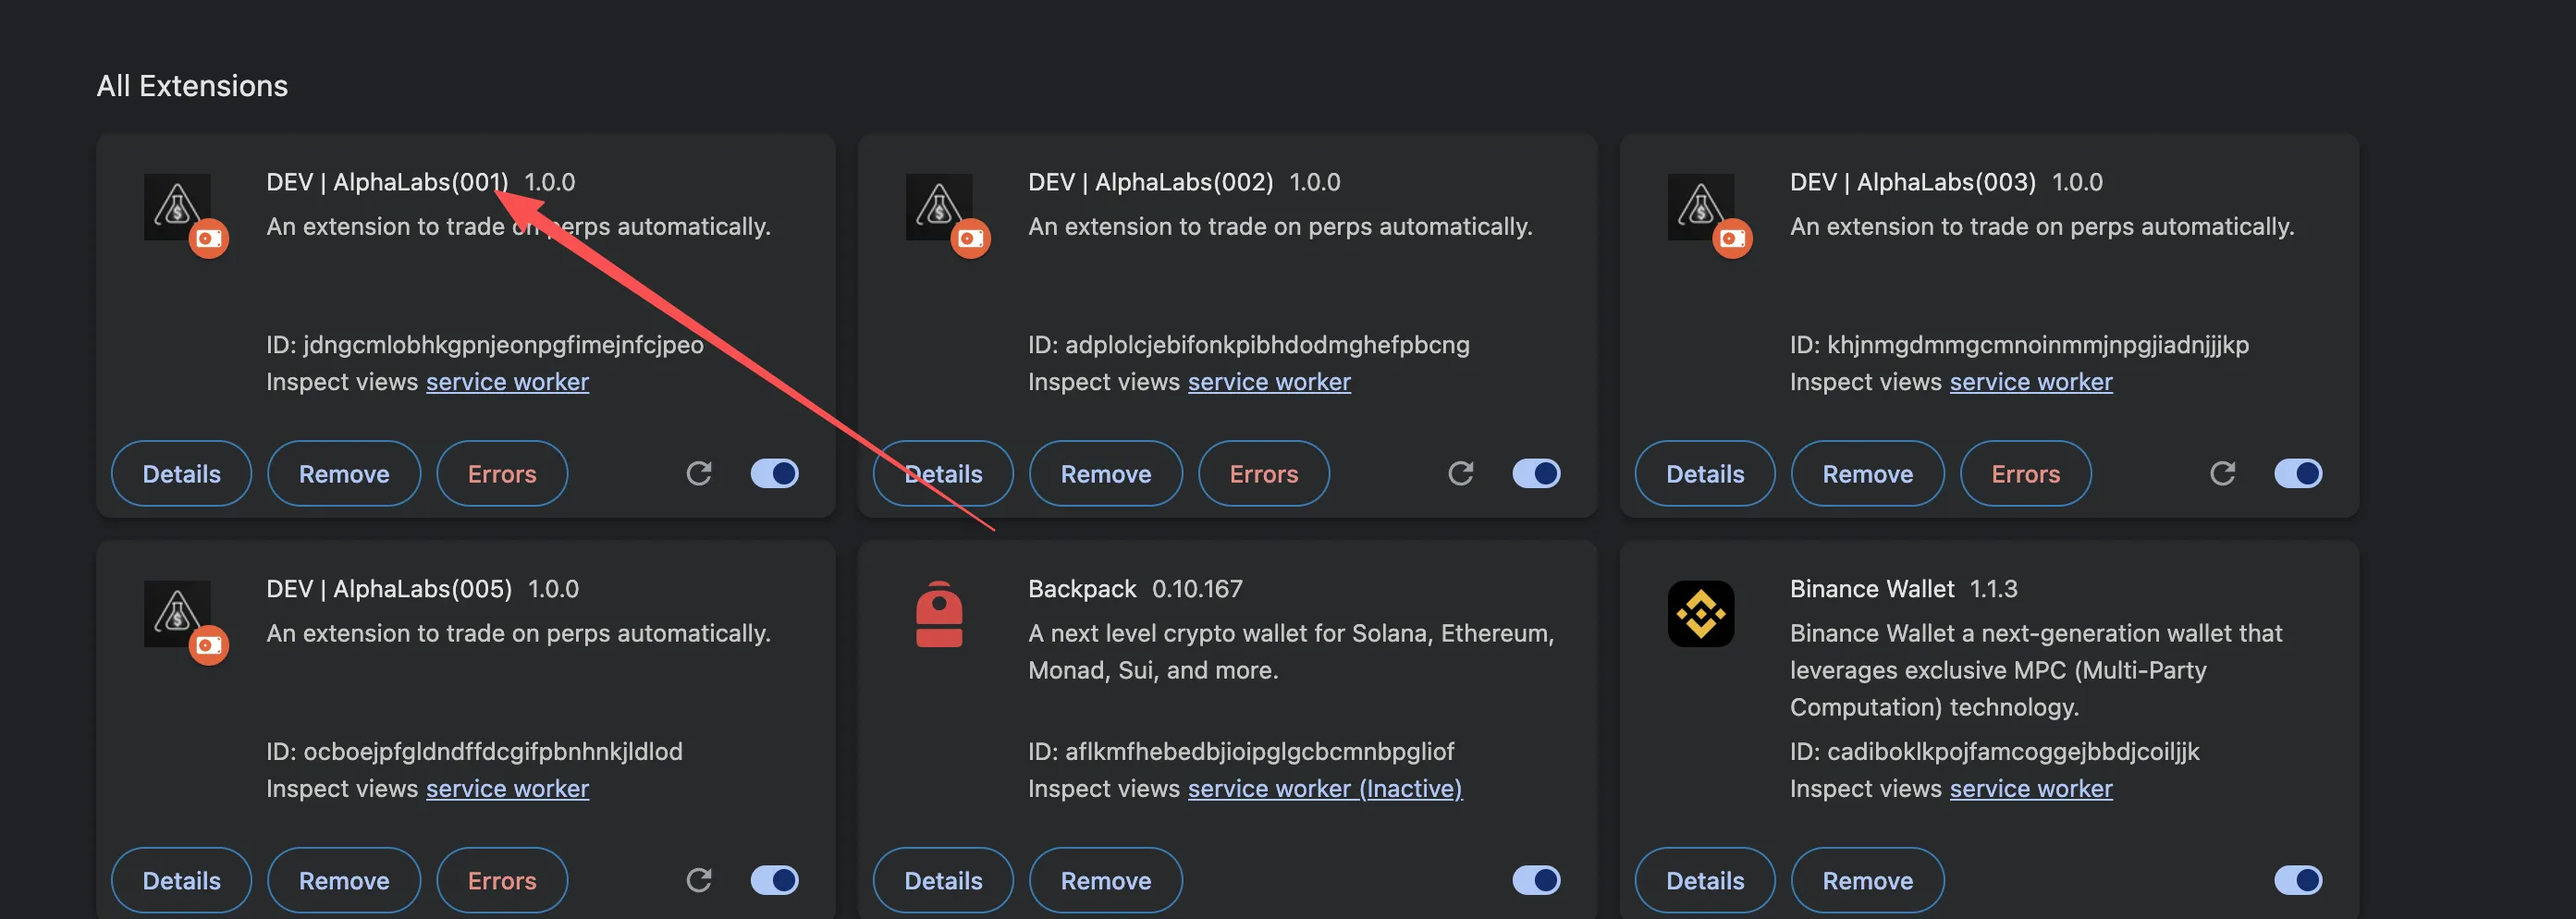 All Extensions
DEV | AlphaLabs(001) 1.0.0
An extension to trade on perps automatically.
ID: jdngcmlobhkgpnjeonpgfimejnfcjpeo
Inspect views service worker
Details Remove Errors
DEV | AlphaLabs(002) 1.0.0
An extension to trade on perps automatically.
ID: adplolcjebifonkpibhdodmghefpbcng
Inspect views service worker
Details Remove Errors
DEV | AlphaLabs(003) 1.0.0
An extension to trade on perps automatically.
ID: khjnmgdmmgcmnoinmmjnpgjiadnjjjkp
Inspect views service worker
Details Remove Errors
DEV | AlphaLabs(005) 1.0.0
An extension to trade on perps automatically.
ID: ocboejpfgldndffdcgifpbnhnkjldlod
Inspect views service worker
Details Remove Errors
Backpack 0.10.167
A next level crypto wallet for Solana, Ethereum,
Monad, Sui, and more.
ID: aflkmfhebedbjioipglgcbcmnbpgliof
Inspect views service worker (Inactive)
Details Remove
Binance Wallet 1.1.3
Binance Wallet a next-generation wallet that
leverages exclusive MPC (Multi-Party
Computation) technology.
ID: cadiboklkpojfamcoggejbbdjcoiljjk
Inspect views service worker
Details Remove